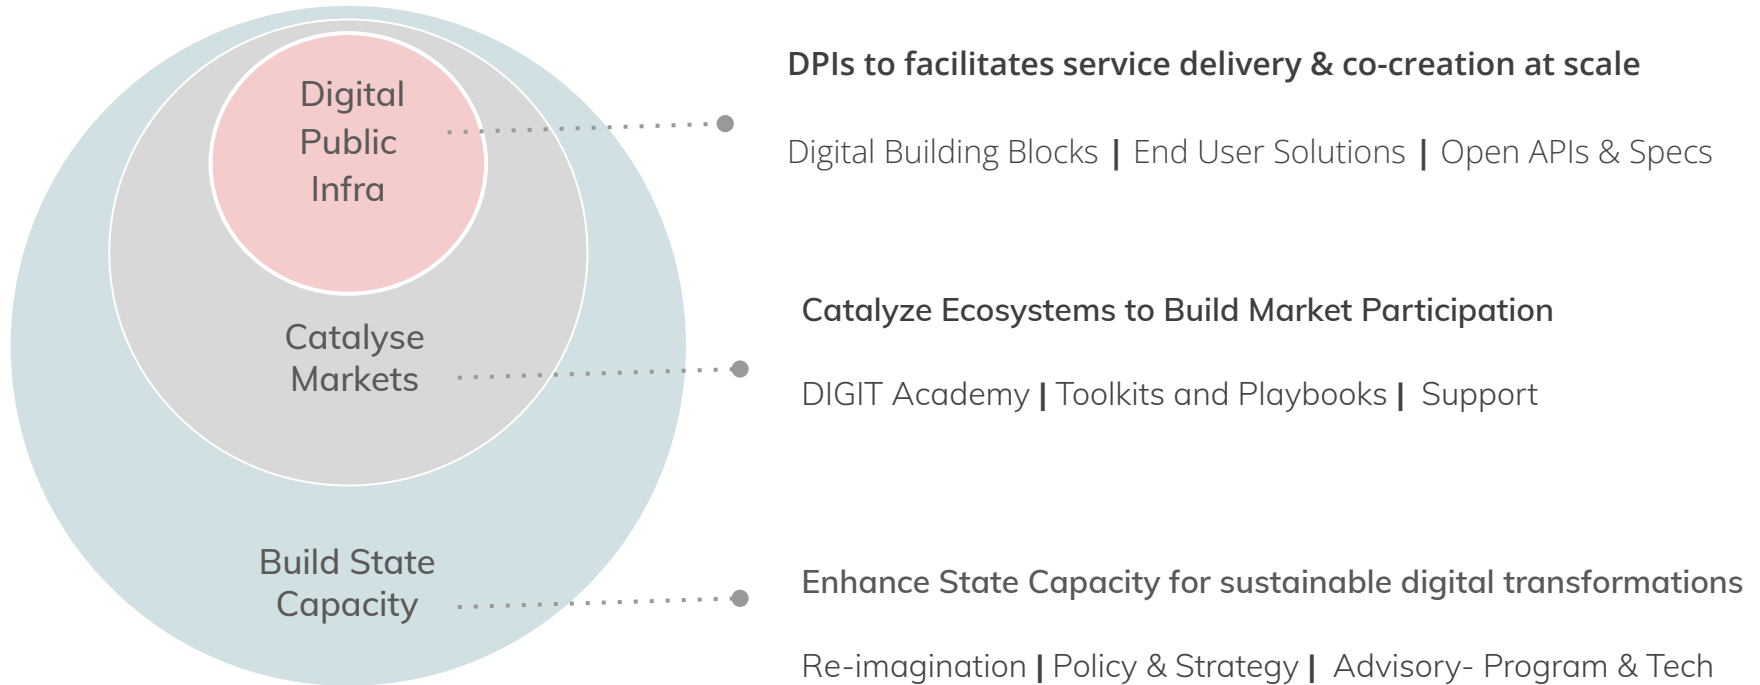 Digital
Public
Infra
DPIs to facilitates service delivery & co-creation at scale
Digital Building Blocks | End User Solutions | Open APIs & Specs
Catalyse
Markets
Catalyze Ecosystems to Build Market Participation
DIGIT Academy | Toolkits and Playbooks | Support
Build State
Capacity
Enhance State Capacity for sustainable digital transformations
Re-imagination | Policy & Strategy | Advisory- Program & Tech